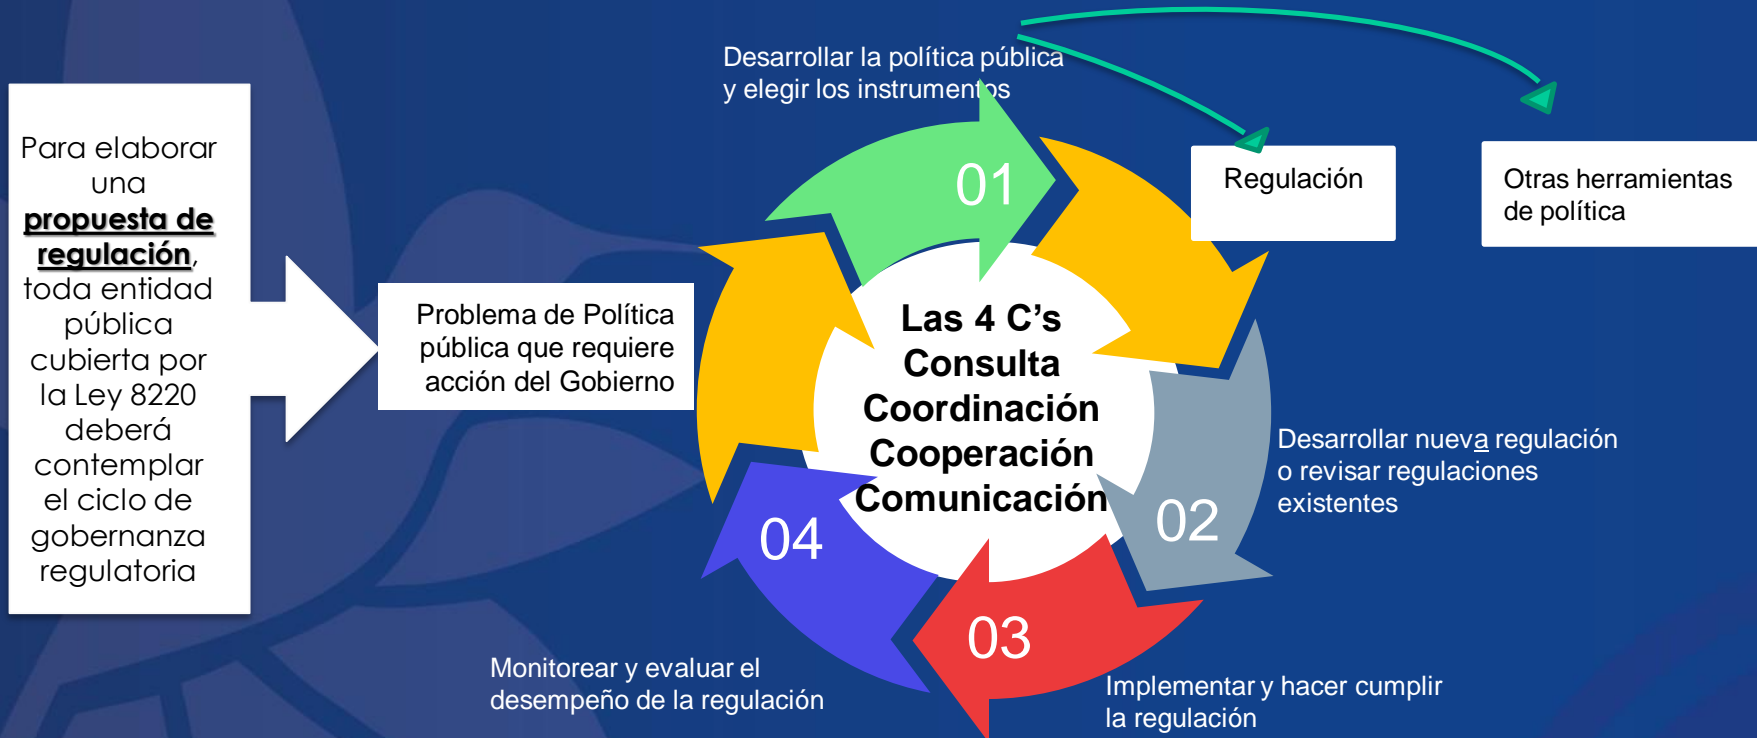 Para elaborar
una
propuesta de
regulación,
toda entidad
pública
cubierta por
la Ley 8220
deberá
contemplar
el ciclo de
gobernanza
regulatoria
Problema de Política
pública que requiere
acción del Gobierno
Desarrollar la política pública
y elegir los instrumentos
01
Regulación
Otras herramientas
de política
Las 4 C’s
Consulta
Coordinación
Cooperación
Comunicación
Desarrollar nueva regulación
o revisar regulaciones
existentes
02
03
Implementar y hacer cumplir
la regulación
04
Monitorear y evaluar el
desempeño de la regulación